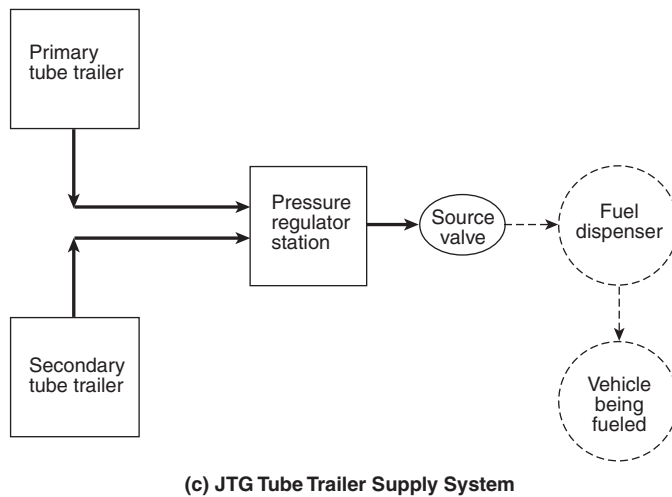 Primary
tube trailer
Pressure
regulator
station
Source
valve
Fuel
dispenser
Secondary
tube trailer
Vehicle
being
fueled
(c) JTG Tube Trailer Supply System